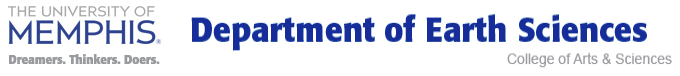 THE UNIVERSITY OF
MEMPHIS®
Dreamers. Thinkers. Doers.
Department of Earth Sciences
College of Arts & Sciences